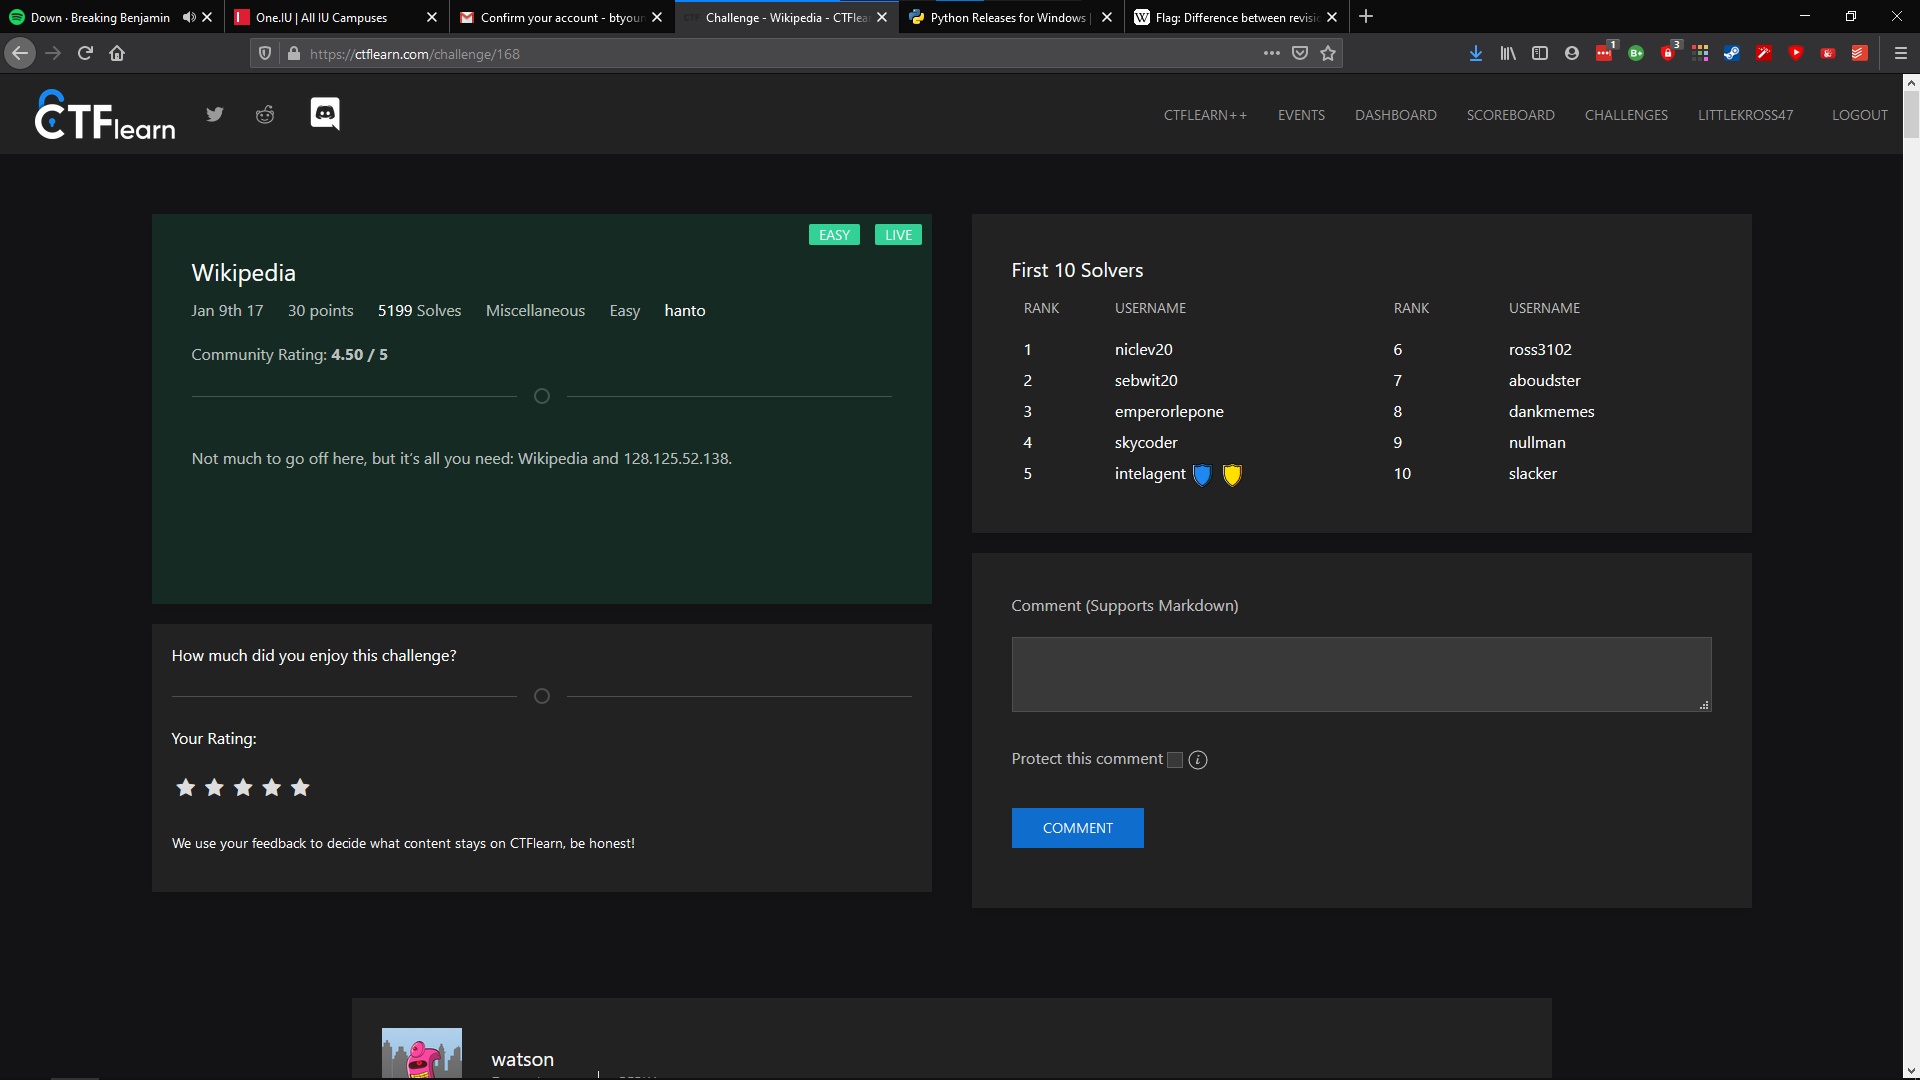 Down · Breaking Benjamin
One.IU | All IU Campuses
Confirm your account - btyoun
Challenge - Wikipedia - CTFlea
Python Releases for Windows |
Flag: Difference between revisio
https://ctflearn.com/challenge/168
1
B+
3
CTFlearn
CTFLEARN++
EVENTS
DASHBOARD
SCOREBOARD
CHALLENGES
LITTLEKROSS47
LOGOUT
EASY
LIVE
Wikipedia
Jan 9th 17 30 points 5199 Solves Miscellaneous Easy hanto
Community Rating: 4.50 / 5
Not much to go off here, but it's all you need: Wikipedia and 128.125.52.138.
How much did you enjoy this challenge?
Your Rating:
We use your feedback to decide what content stays on CTFlearn, be honest!
First 10 Solvers
RANK USERNAME RANK USERNAME
1 niclev20 6 ross3102
2 sebwit20 7 aboudster
3 emperorlepone 8 dankmemes
4 skycoder 9 nullman
5 intelagent 10 slacker
Comment (Supports Markdown)
Protect this comment
COMMENT
watson